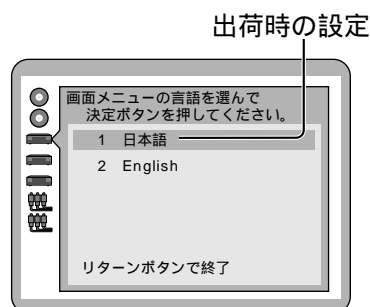 出荷時の設定
画面メニューの言語を選んで
決定ボタンを押してください。
1 日本語
2 English
リターンボタンで終了